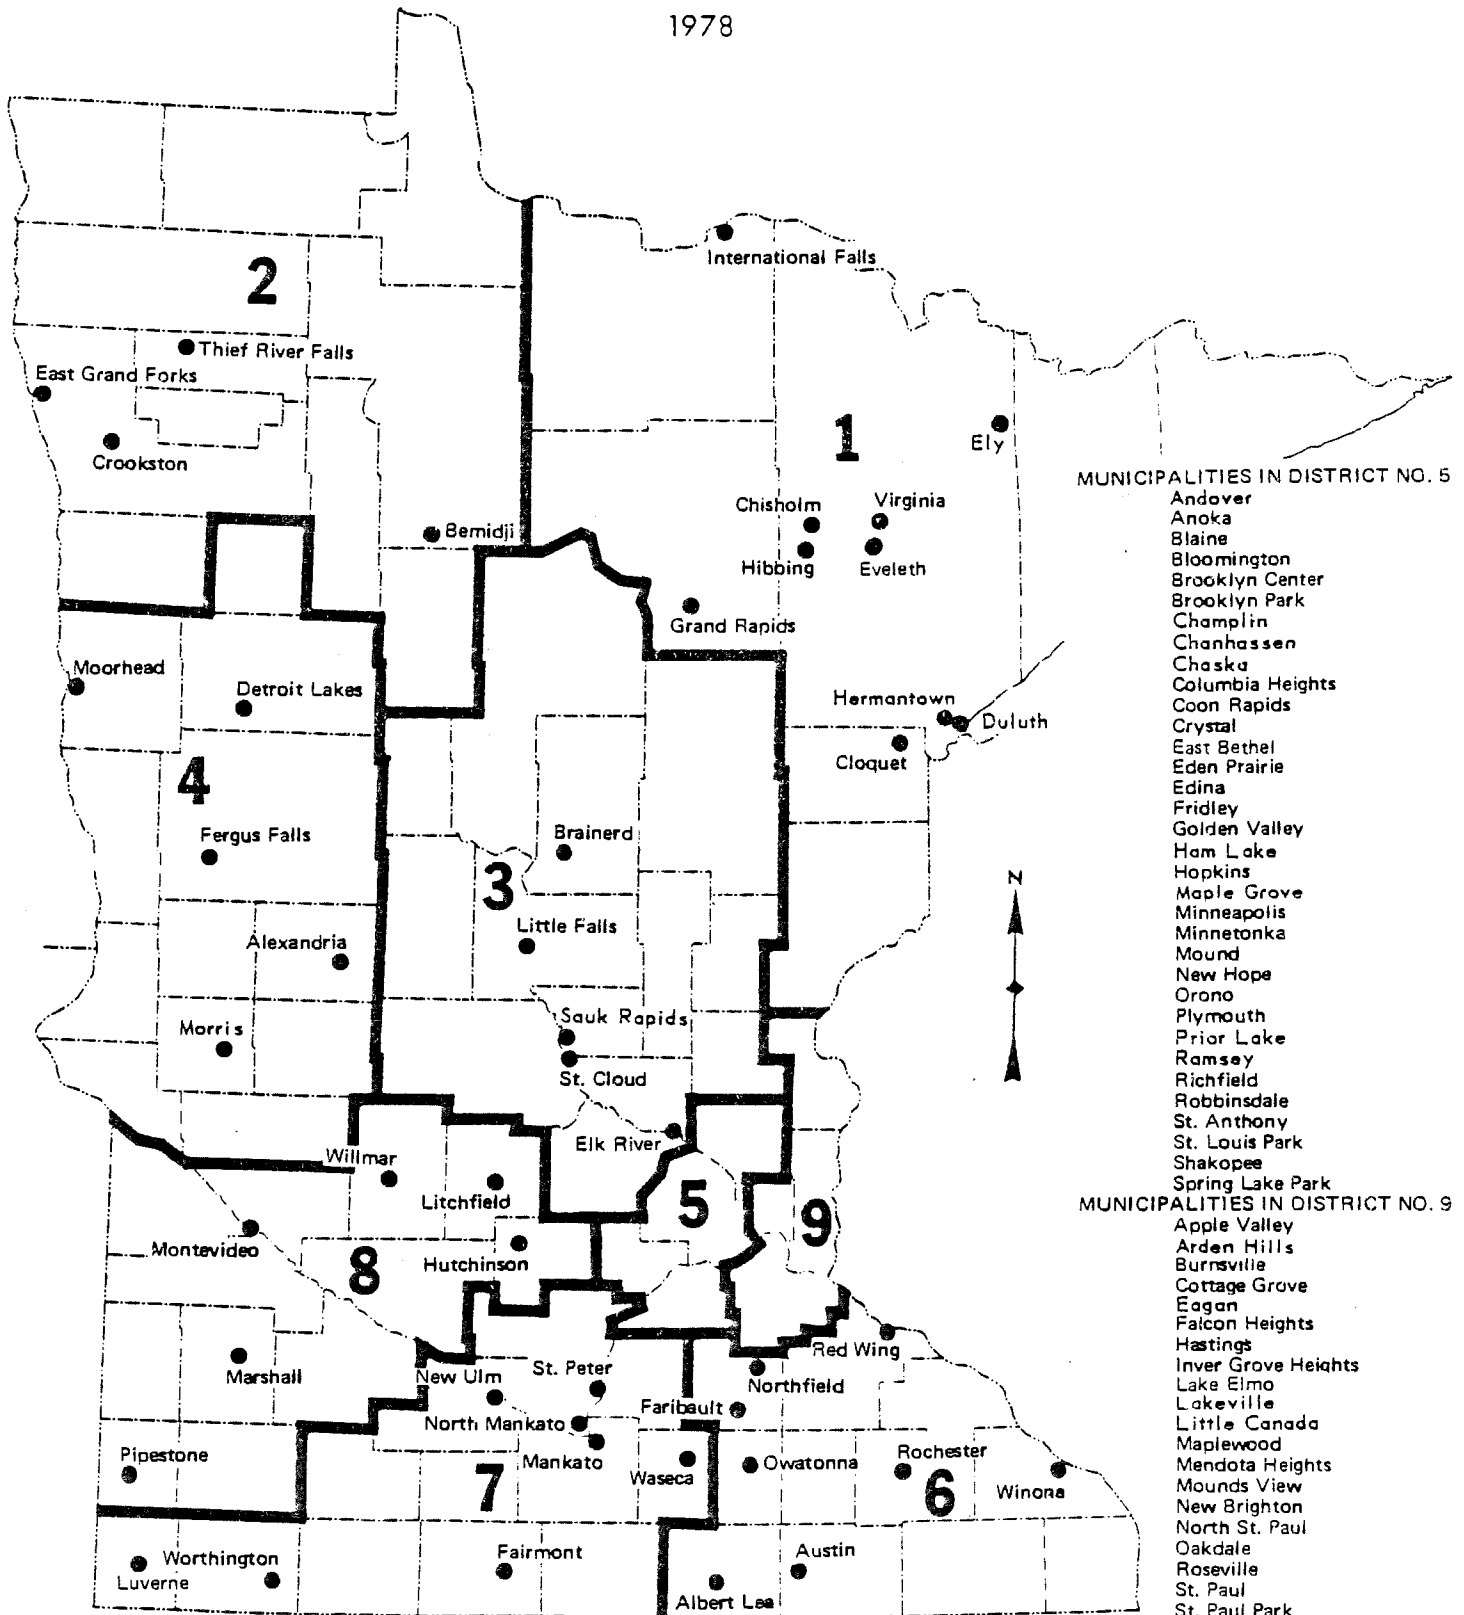 1978
International Falls
2
Thief River Falls
East Grand Forks
Crookston
1
Ely
Chisholm
Virginia
Bemidji
Hibbing
Eveleth
Grand Rapids
Moorhead
Detroit Lakes
Hermantown
Duluth
Cloquet
4
Fergus Falls
Brainerd
3
Little Falls
Alexandria
N
Morris
Sauk Rapids
St. Cloud
Elk River
Willmar
Litchfield
5
9
Montevideo
8
Hutchinson
Red Wing
Marshall
New Ulm
St. Peter
Northfield
Faribault
North Mankato
Mankato
Pipestone
7
Waseca
Owatonna
Rochester
6
Winona
Worthington
Luverne
Fairmont
Austin
Albert Lea
MUNICIPALITIES IN DISTRICT NO. 5
Andover
Anoka
Blaine
Bloomington
Brooklyn Center
Brooklyn Park
Champlin
Chanhassen
Chaska
Columbia Heights
Coon Rapids
Crystal
East Bethel
Eden Prairie
Edina
Fridley
Golden Valley
Ham Lake
Hopkins
Maple Grove
Minneapolis
Minnetonka
Mound
New Hope
Orono
Plymouth
Prior Lake
Ramsey
Richfield
Robbinsdale
St. Anthony
St. Louis Park
Shakopee
Spring Lake Park
MUNICIPALITIES IN DISTRICT NO. 9
Apple Valley
Arden Hills
Burnsville
Cottage Grove
Eagan
Falcon Heights
Hastings
Inver Grove Heights
Lake Elmo
Lakeville
Little Canada
Maplewood
Mendota Heights
Mounds View
New Brighton
North St. Paul
Oakdale
Roseville
St. Paul
St. Paul Park